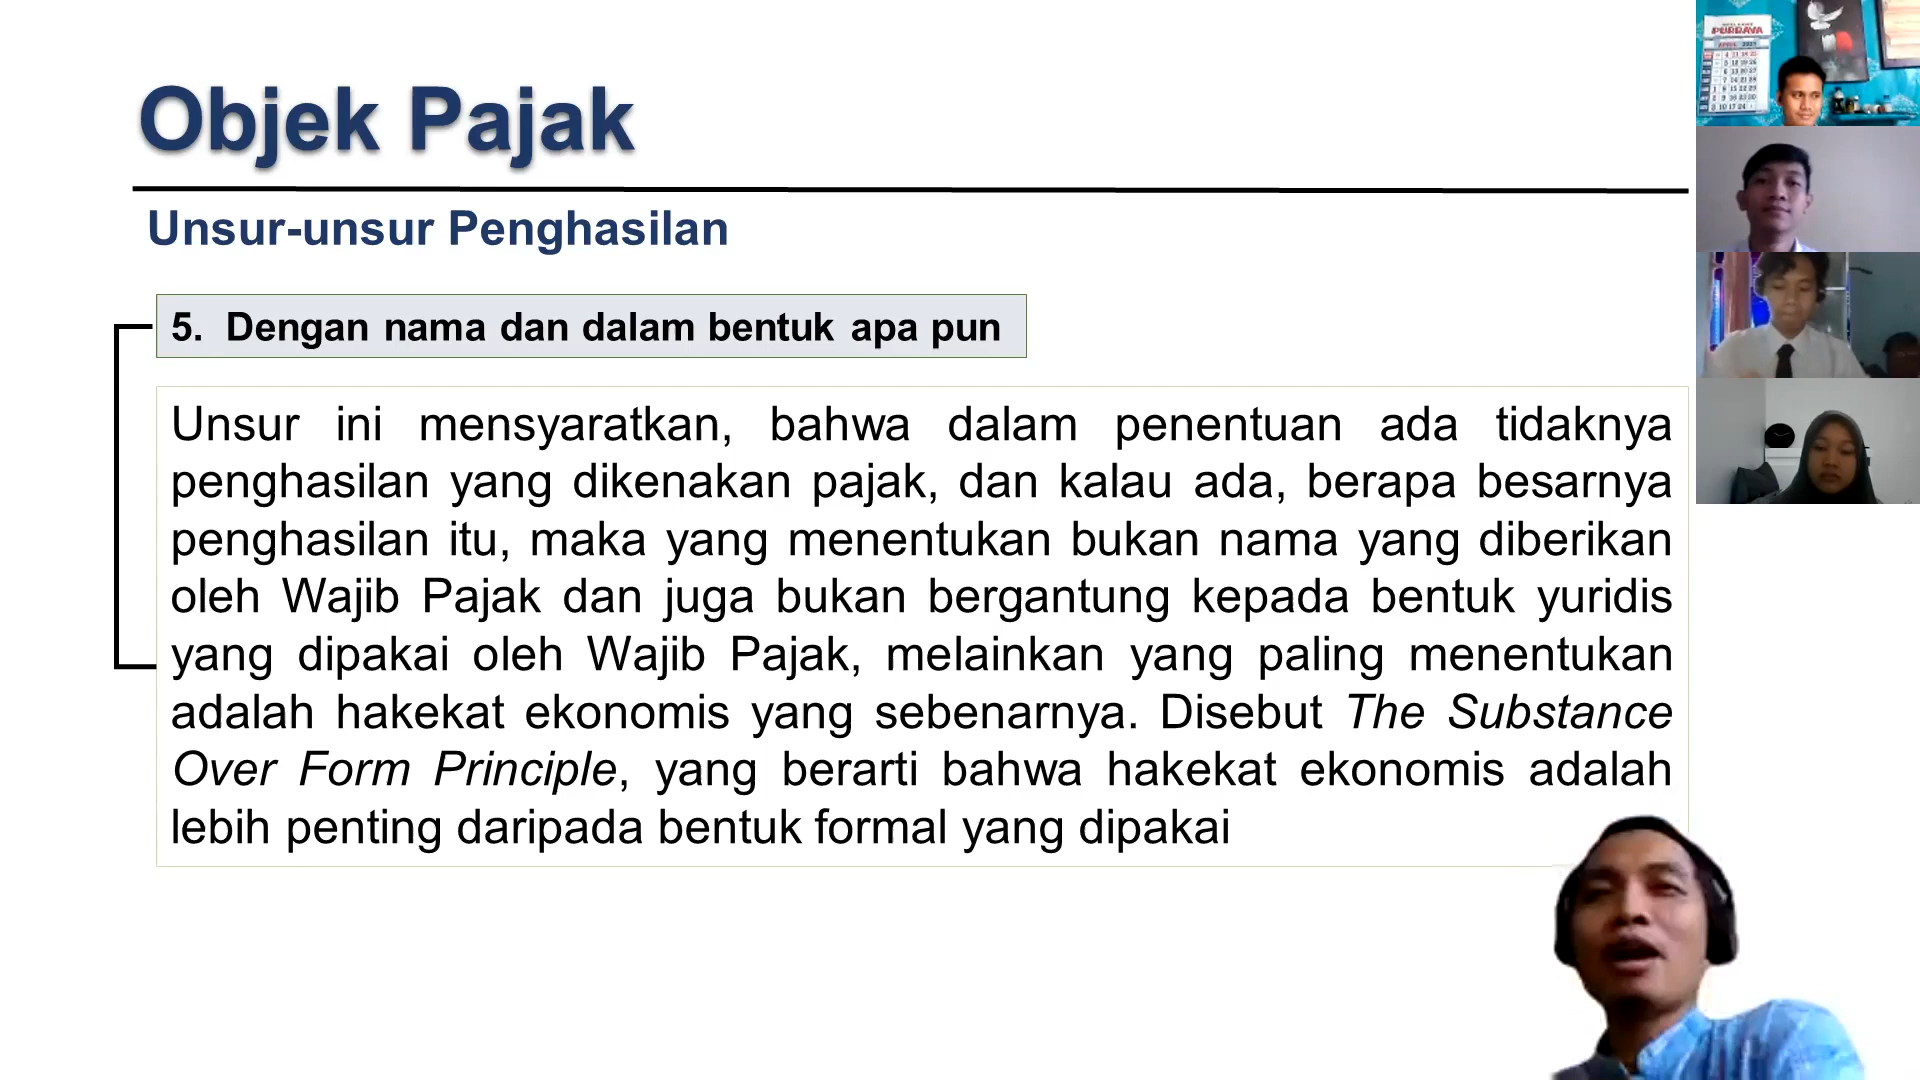 Objek Pajak
Unsur-unsur Penghasilan
5. Dengan nama dan dalam bentuk apa pun
Unsur ini mensyaratkan, bahwa dalam penentuan ada tidaknya
penghasilan yang dikenakan pajak, dan kalau ada, berapa besarnya
penghasilan itu, maka yang menentukan bukan nama yang diberikan
oleh Wajib Pajak dan juga bukan bergantung kepada bentuk yuridis
yang dipakai oleh Wajib Pajak, melainkan yang paling menentukan
adalah hakekat ekonomis yang sebenarnya. Disebut The Substance
Over Form Principle, yang berarti bahwa hakekat ekonomis adalah
lebih penting daripada bentuk formal yang dipakai
PURBAYA